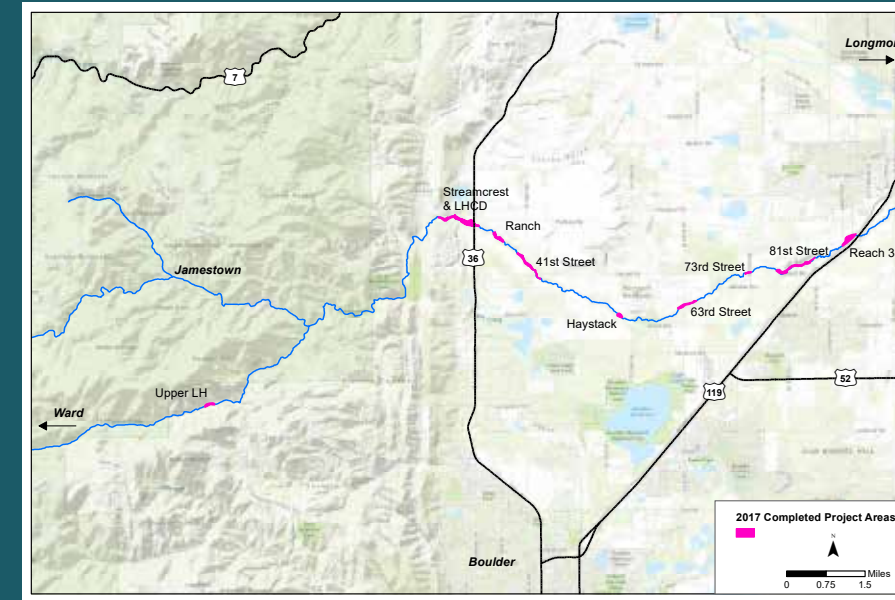 Longmo
7
Streamcrest
& LHCD
Ranch
36
41st Street
81st Street
Reach 3
73rd Street
Jamestown
63rd Street
Haystack
52
119
Upper LH
Ward
2017 Completed Project Areas
N
Boulder
Miles
0 0.75 1.5